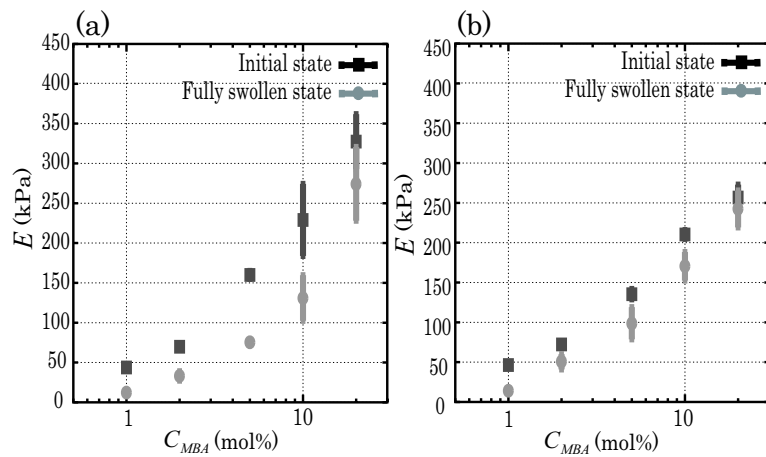 (a)
450
400
350
300
250
200
150
100
50
0
E (kPa)
Initial state
Fully swollen state
1
10
C_MBA (mol%)
(b)
450
400
350
300
250
200
150
100
50
0
E (kPa)
Initial state
Fully swollen state
1
10
C_MBA (mol%)